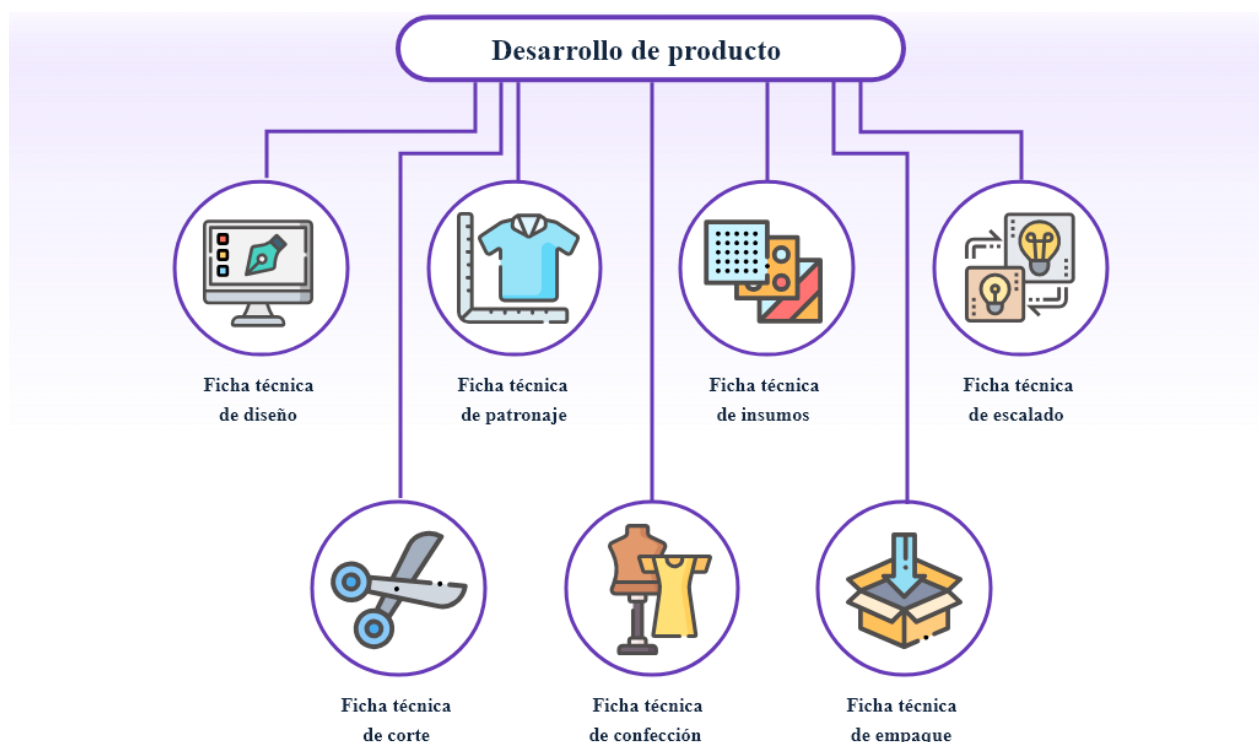 Desarrollo de producto
Ficha técnica
de diseño
Ficha técnica
de patronaje
Ficha técnica
de insumos
Ficha técnica
de escalado
Ficha técnica
de corte
Ficha técnica
de confección
Ficha técnica
de empaque